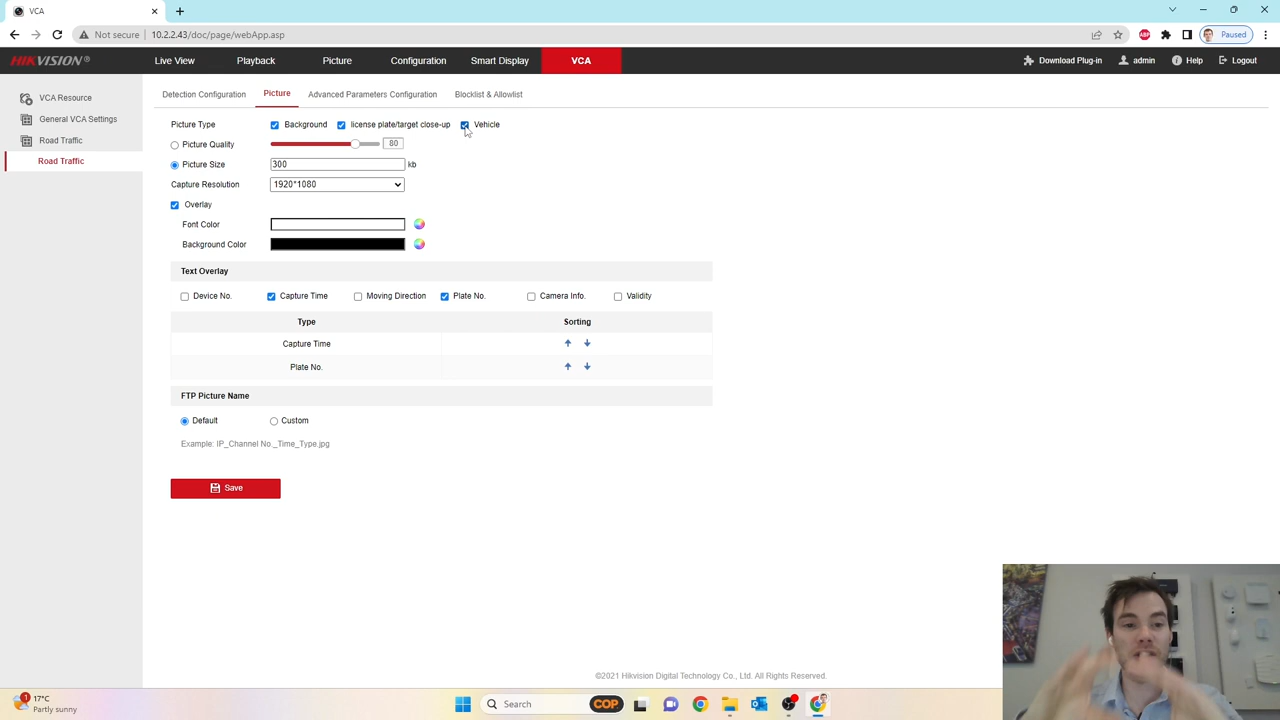 VCA
Not secure 10.2.2.43/doc/page/webApp.asp
ABP
Paused
HIKVISION®
Live View
Playback
Picture
Configuration
Smart Display
VCA
Download Plug-in
admin
Help
Logout
VCA Resource
General VCA Settings
Road Traffic
Road Traffic
Detection Configuration
Picture
Advanced Parameters Configuration
Blocklist & Allowlist
Picture Type
Background
license plate/target close-up
Vehicle
Picture Quality
80
Picture Size
300
kb
Capture Resolution
1920*1080
Overlay
Font Color
Background Color
Text Overlay
Device No.
Capture Time
Moving Direction
Plate No.
Camera Info.
Validity
Type
Sorting
Capture Time
Plate No.
FTP Picture Name
Default
Custom
Example: IP_Channel No._Time_Type.jpg
Save
©2021 Hikvision Digital Technology Co., Ltd. All Rights Reserved.
1
17°C
Partly sunny
Search
COP